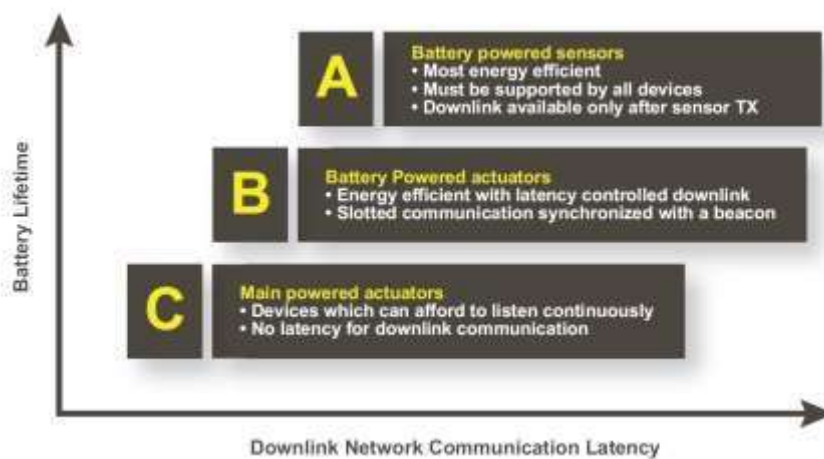 Battery Lifetime
A
Battery powered sensors
• Most energy efficient
• Must be supported by all devices
• Downlink available only after sensor TX
B
Battery Powered actuators
• Energy efficient with latency controlled downlink
• Slotted communication synchronized with a beacon
C
Main powered actuators
• Devices which can afford to listen continuously
• No latency for downlink communication
Downlink Network Communication Latency